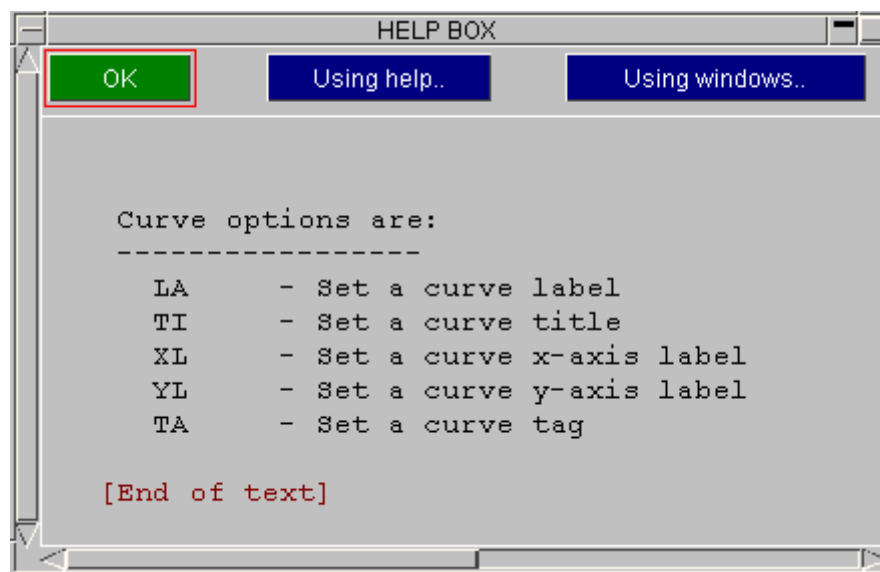 HELP BOX
OK Using help.. Using windows..
Curve options are:
-----------------
LA - Set a curve label
TI - Set a curve title
XL - Set a curve x-axis label
YL - Set a curve y-axis label
TA - Set a curve tag
[End of text]